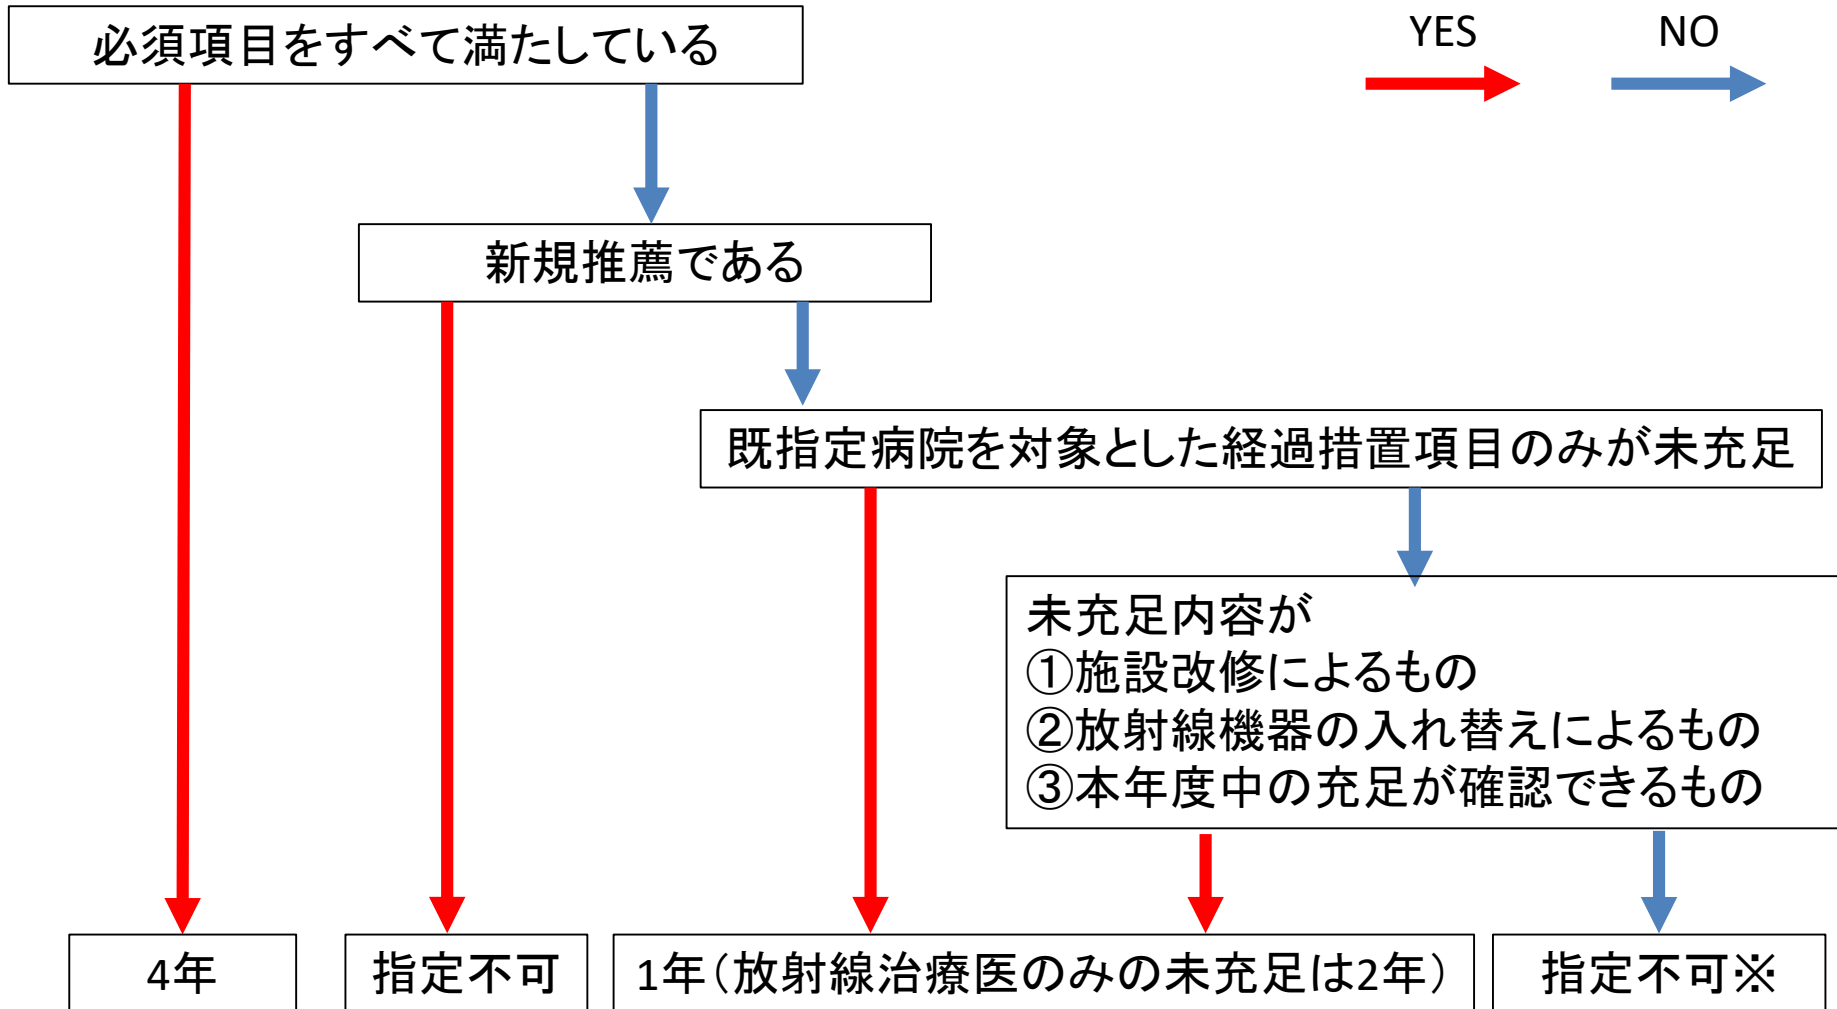 必須項目をすべて満たしている
YES
NO
新規推薦である
既指定病院を対象とした経過措置項目のみが未充足
未充足内容が
①施設改修によるもの
②放射線機器の入れ替えによるもの
③本年度中の充足が確認できるもの
4年
指定不可
1年(放射線治療医のみの未充足は2年)
指定不可※